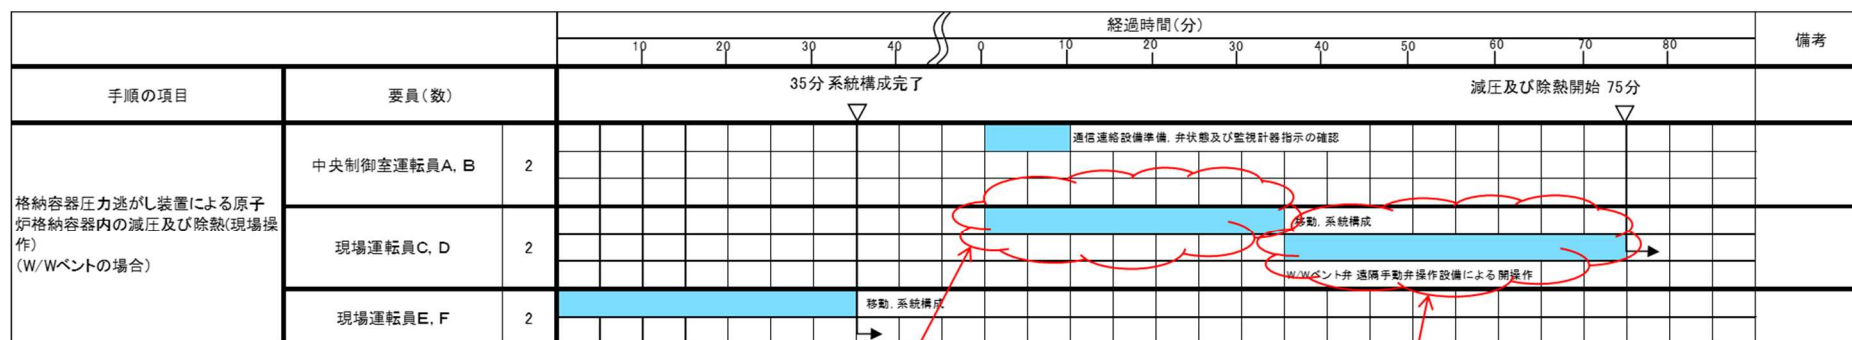 経過時間(分)
備考
10 20 30 40 0 10 20 30 40 50 60 70 80
手順の項目
要員(数)
35分 系統構成完了
減圧及び除熱開始 75分
格納容器圧力逃がし装置による原子
炉格納容器内の減圧及び除熱(現場操
作)
(W/Wベントの場合)
中央制御室運転員A, B
2
通信連絡設備準備, 弁状態及び監視計器指示の確認
現場運転員C, D
2
移動, 系統構成
W/Wベント弁 遠隔手動弁操作設備による開操作
現場運転員E, F
2
移動, 系統構成